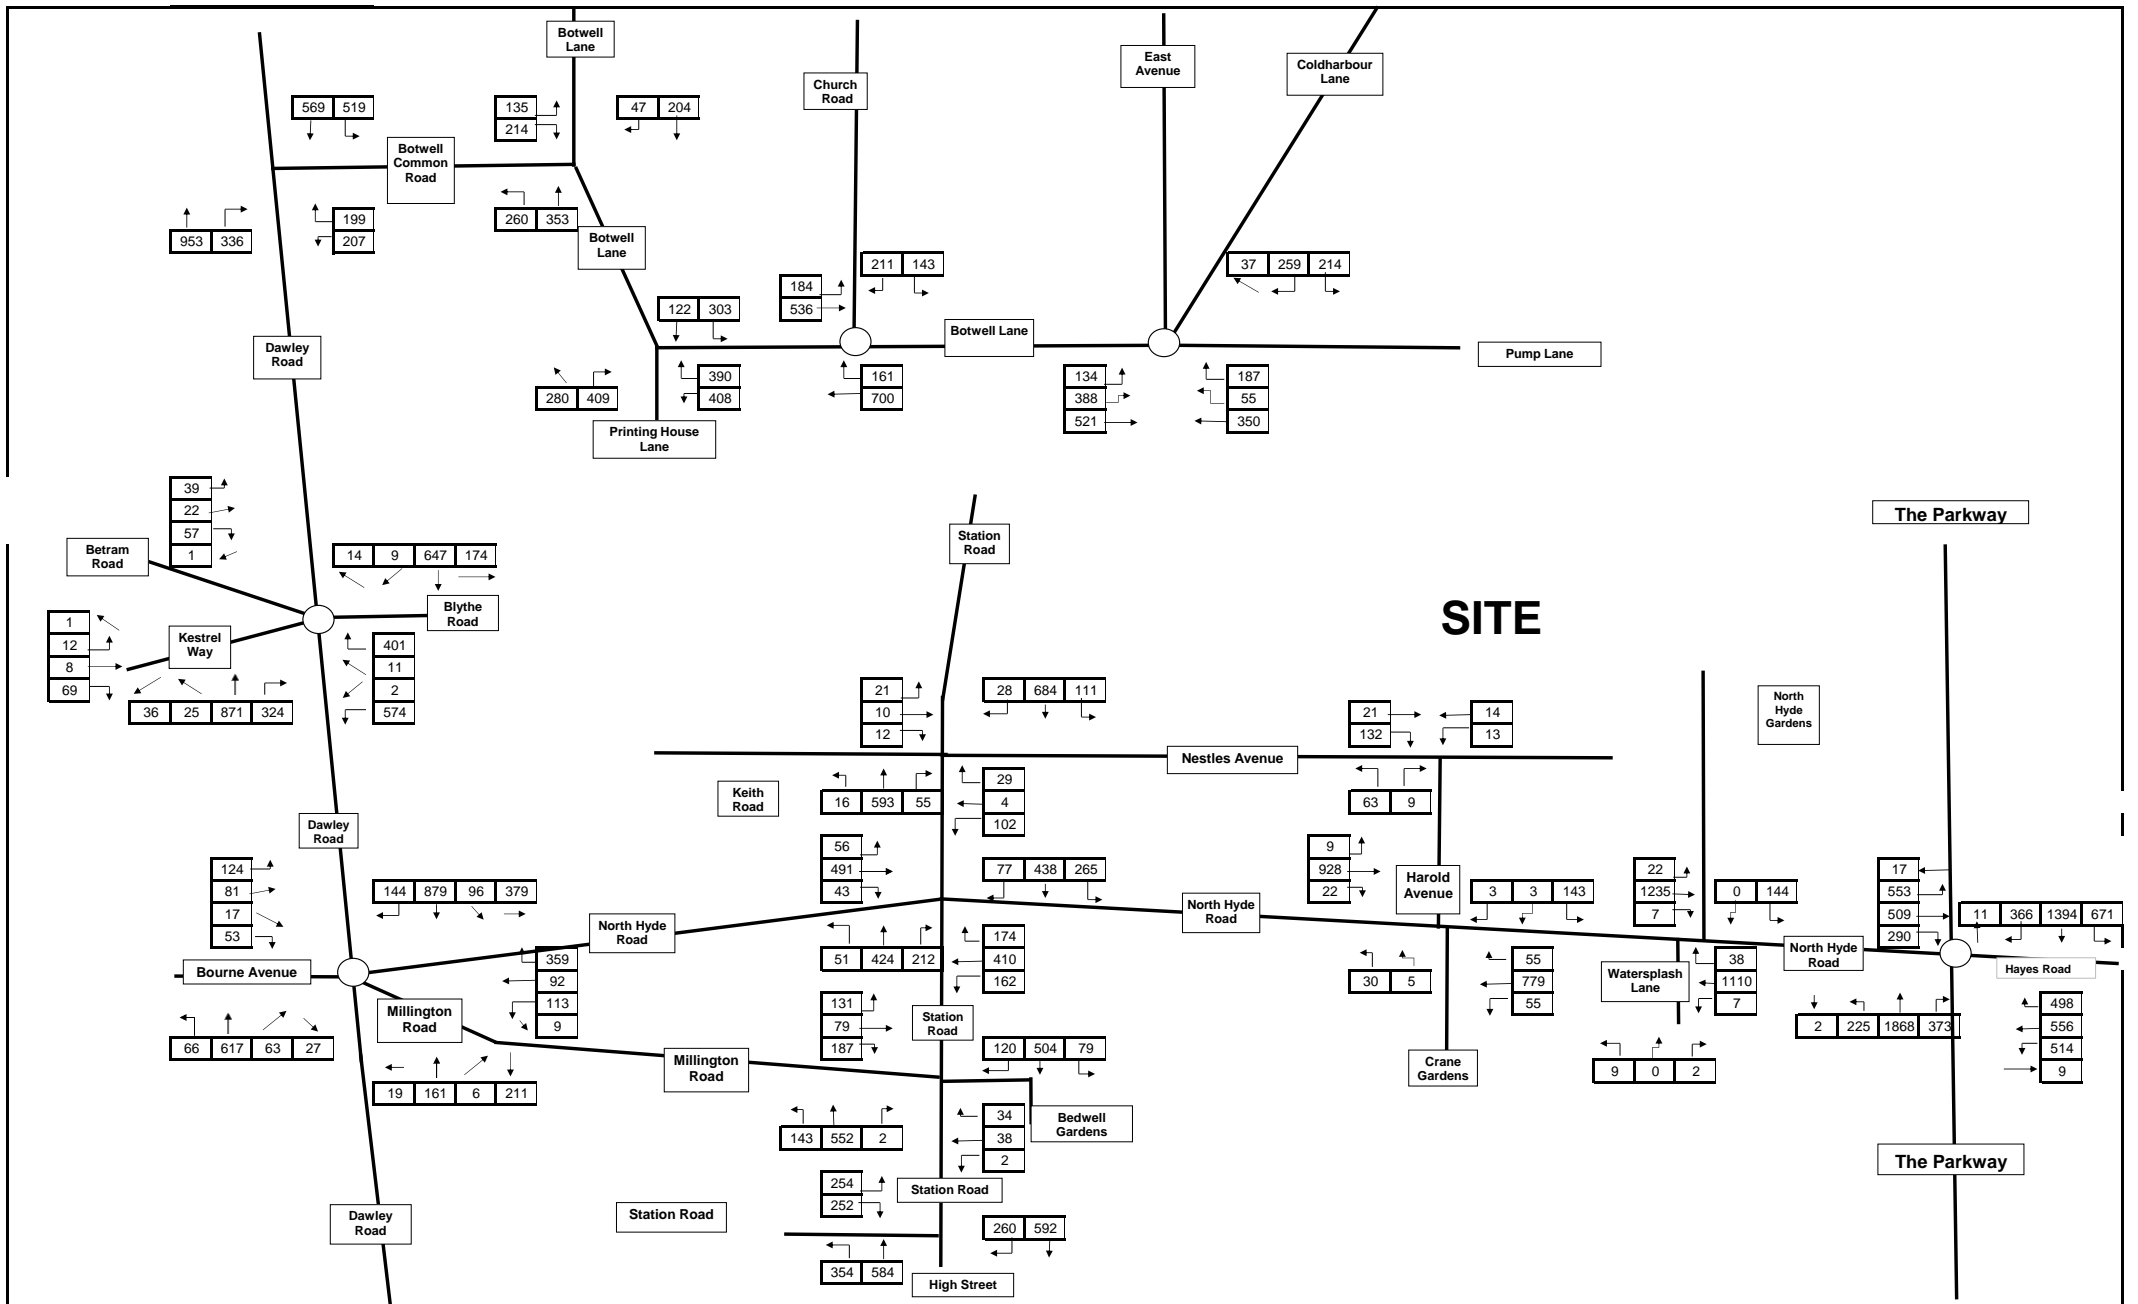 Botwell
Lane
East
Avenue
Coldharbour
Lane
Church
Road
569 519
135
214
47 204
Botwell
Common
Road
953 336
199
207
260 353
Botwell
Lane
211 143
37 259 214
184
536
122 303
Botwell Lane
Dawley
Road
Pump Lane
280 409
390
408
161
700
134
388
521
187
55
350
Printing House
Lane
39
22
57
1
Betram
Road
14 9 647 174
Station
Road
The Parkway
Blythe
Road
SITE
1
12
8
69
Kestrel
Way
401
11
2
574
36 25 871 324
21
10
12
28 684 111
21
132
14
13
North
Hyde
Gardens
Nestles Avenue
Keith
Road
16 593 55
29
4
102
63 9
Dawley
Road
56
491
43
77 438 265
9
928
22
Harold
Avenue
3 3 143
22
1235
7
0 144
17
553
509
290
11 366 1394 671
124
81
17
53
144 879 96 379
North Hyde
Road
North Hyde
Road
North Hyde
Road
Hayes Road
Bourne Avenue
359
92
113
9
51 424 212
174
410
162
30 5
55
779
55
Watersplash
Lane
38
1110
7
Millington
Road
131
79
187
Station
Road
2 225 1868 373
498
556
514
9
66 617 63 27
Millington
Road
120 504 79
Crane
Gardens
9 0 2
19 161 6 211
143 552 2
34
38
2
Bedwell
Gardens
The Parkway
254
252
Station Road
Dawley
Road
Station Road
260 592
354 584
High Street